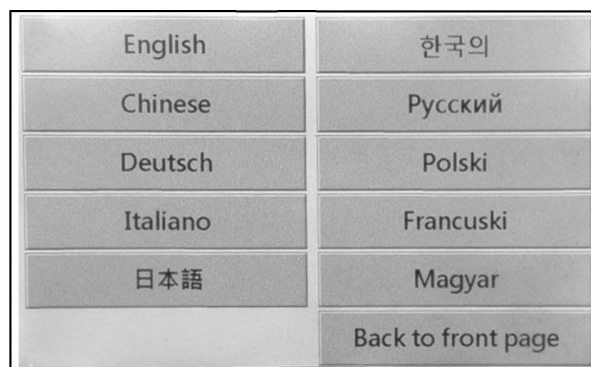 English
한국의
Chinese
Русский
Deutsch
Polski
Italiano
Francuski
日本語
Magyar
Back to front page